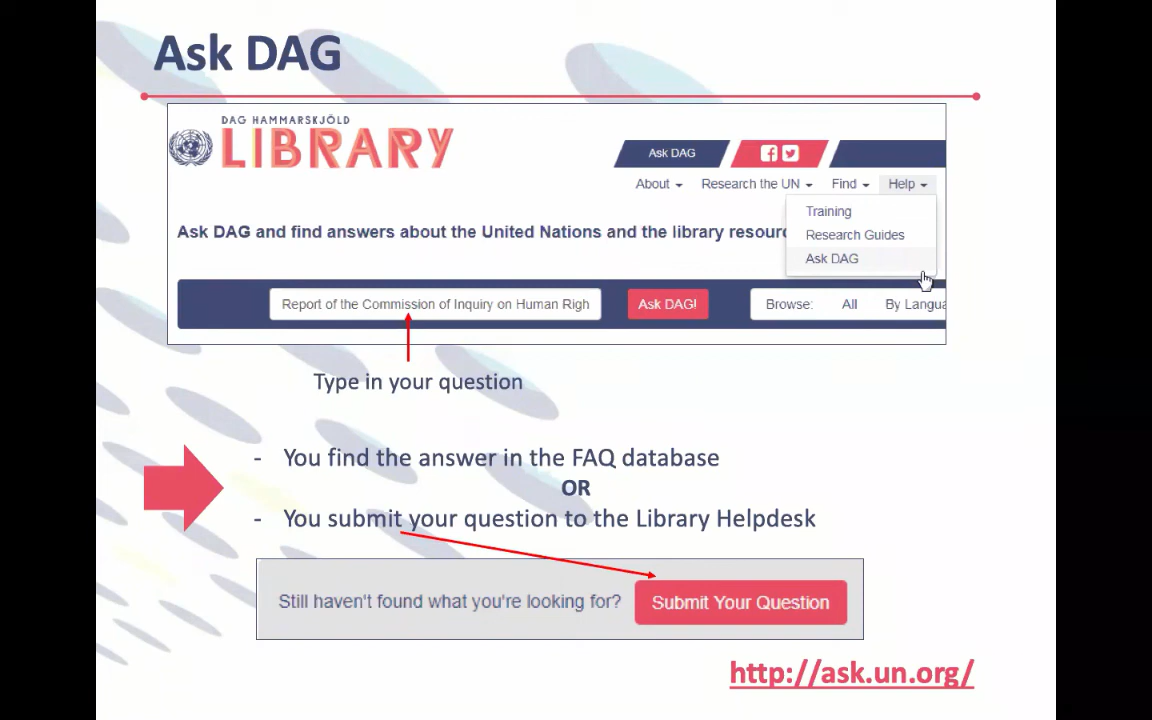 Ask DAG
DAG HAMMARSKJÖLD
LIBRARY
Ask DAG
About Research the UN Find Help
Training
Research Guides
Ask DAG
Ask DAG and find answers about the United Nations and the library resour
Report of the Commission of Inquiry on Human Righ Ask DAG! Browse: All By Langua
Type in your question
- You find the answer in the FAQ database
OR
- You submit your question to the Library Helpdesk
Still haven't found what you're looking for? Submit Your Question
http://ask.un.org/